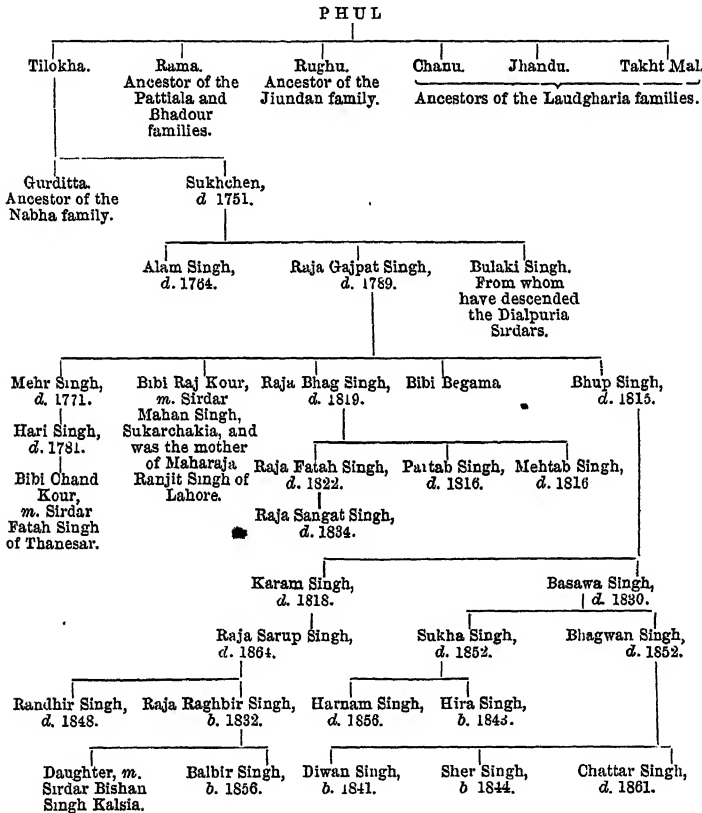 PHUL
Tilokha.
Rama.
Ancestor of the
Pattiala and
Bhadour
families.
Rughu.
Ancestor of the
Jiundan family.
Chanu.
Jhandu.
Takht Mal.
Ancestors of the Laudgharia families.
Gurditta.
Ancestor of the
Nabha family.
Sukhchen,
d 1751.
Alam Singh,
d. 1764.
Raja Gajpat Singh,
d. 1789.
Bulaki Singh.
From whom
have descended
the Dialpuria
Sirdars.
Mehr Singh,
d. 1771.
Hari Singh,
d. 1781.
Bibi Chand
Kour,
m. Sirdar
Fatah Singh
of Thanesar.
Bibi Raj Kour,
m. Sirdar
Mahan Singh,
Sukarchakia, and
was the mother
of Maharaja
Ranjit Singh of
Lahore.
Raja Bhag Singh,
d. 1819.
Bibi Begama
Bhup Singh,
d. 1815.
Raja Fatah Singh,
d. 1822.
Partab Singh,
d. 1816.
Mehtab Singh,
d. 1816
Raja Sangat Singh,
d. 1834.
Karam Singh,
d. 1818.
Basawa Singh,
d. 1830.
Raja Sarup Singh,
d. 1864.
Sukha Singh,
d. 1852.
Bhagwan Singh,
d. 1852.
Randhir Singh,
d. 1848.
Raja Raghbir Singh,
b. 1832.
Harnam Singh,
d. 1856.
Hira Singh,
b. 1843.
Daughter, m.
Sirdar Bishan
Singh Kalsia.
Balbir Singh,
b. 1856.
Diwan Singh,
b. 1841.
Sher Singh,
b 1844.
Chattar Singh,
d. 1861.